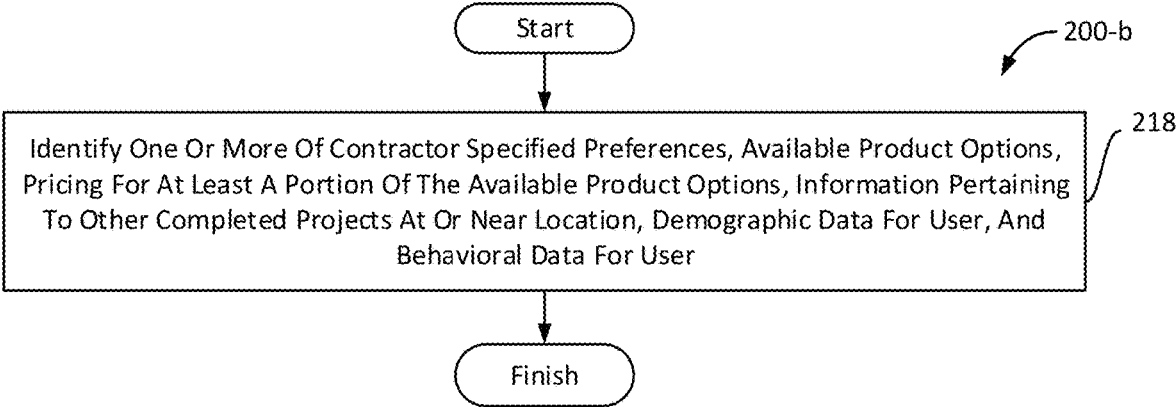 Start
200-b
218
Identify One Or More Of Contractor Specified Preferences, Available Product Options,
Pricing For At Least A Portion Of The Available Product Options, Information Pertaining
To Other Completed Projects At Or Near Location, Demographic Data For User, And
Behavioral Data For User
Finish